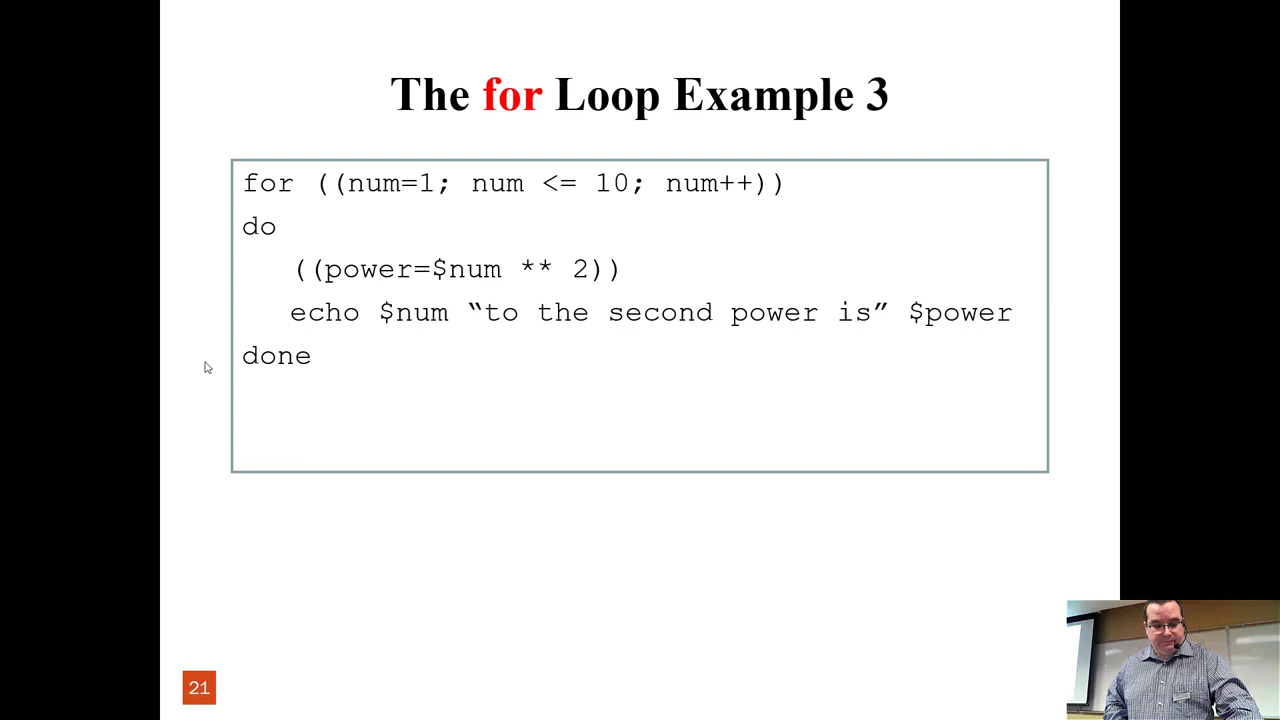 The for Loop Example 3
for ((num=1; num <= 10; num++))
do
((power=$num ** 2))
echo $num “to the second power is” $power
done
21